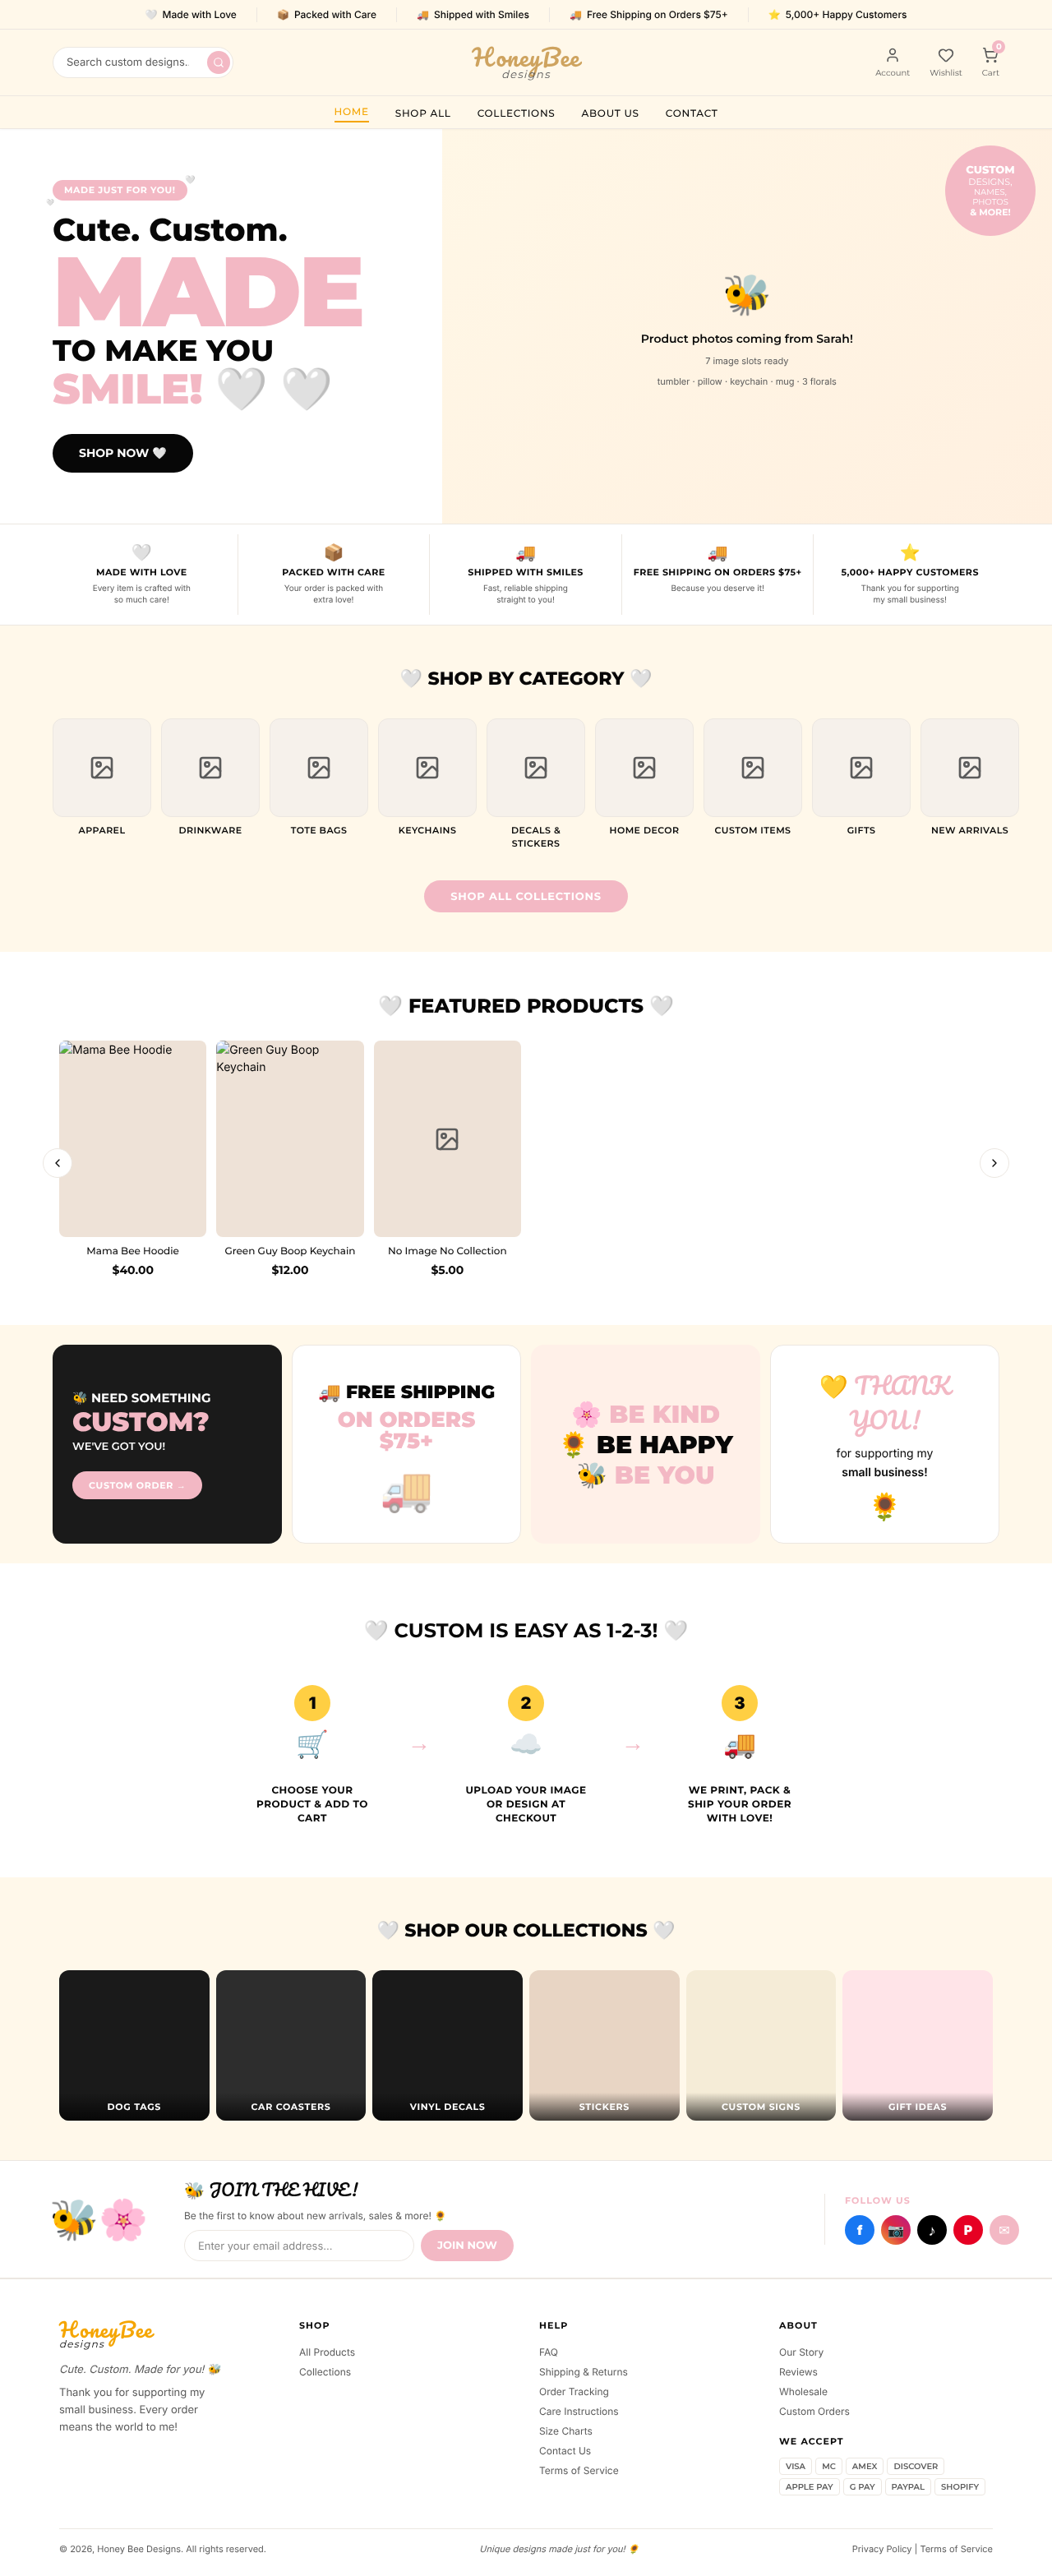 Made with Love
Packed with Care
Shipped with Smiles
Free Shipping on Orders $75+
5,000+ Happy Customers
Search custom designs.
HoneyBee
designs
Account
Wishlist
0
Cart
HOME
SHOP ALL
COLLECTIONS
ABOUT US
CONTACT
MADE JUST FOR YOU!
Cute. Custom.
MADE
TO MAKE YOU
SMILE!
SHOP NOW
CUSTOM
DESIGNS,
NAMES,
PHOTOS
& MORE!
Product photos coming from Sarah!
7 image slots ready
tumbler · pillow · keychain · mug · 3 florals
MADE WITH LOVE
Every item is crafted with
so much care!
PACKED WITH CARE
Your order is packed with
extra love!
SHIPPED WITH SMILES
Fast, reliable shipping
straight to you!
FREE SHIPPING ON ORDERS $75+
Because you deserve it!
5,000+ HAPPY CUSTOMERS
Thank you for supporting
my small business!
SHOP BY CATEGORY
APPAREL
DRINKWARE
TOTE BAGS
KEYCHAINS
DECALS &
STICKERS
HOME DECOR
CUSTOM ITEMS
GIFTS
NEW ARRIVALS
SHOP ALL COLLECTIONS
FEATURED PRODUCTS
Mama Bee Hoodie
Green Guy Boop
Keychain
Mama Bee Hoodie
$40.00
Green Guy Boop Keychain
$12.00
No Image No Collection
$5.00
NEED SOMETHING
CUSTOM?
WE'VE GOT YOU!
CUSTOM ORDER →
FREE SHIPPING
ON ORDERS
$75+
BE KIND
BE HAPPY
BE YOU
THANK
YOU!
for supporting my
small business!
CUSTOM IS EASY AS 1-2-3!
1
CHOOSE YOUR
PRODUCT & ADD TO
CART
→
2
UPLOAD YOUR IMAGE
OR DESIGN AT
CHECKOUT
→
3
WE PRINT, PACK &
SHIP YOUR ORDER
WITH LOVE!
SHOP OUR COLLECTIONS
DOG TAGS
CAR COASTERS
VINYL DECALS
STICKERS
CUSTOM SIGNS
GIFT IDEAS
JOIN THE HIVE!
Be the first to know about new arrivals, sales & more!
Enter your email address...
JOIN NOW
FOLLOW US
f
P
HoneyBee
designs
Cute. Custom. Made for you!
Thank you for supporting my
small business. Every order
means the world to me!
SHOP
All Products
Collections
HELP
FAQ
Shipping & Returns
Order Tracking
Care Instructions
Size Charts
Contact Us
Terms of Service
ABOUT
Our Story
Reviews
Wholesale
Custom Orders
WE ACCEPT
VISA
MC
AMEX
DISCOVER
APPLE PAY
G PAY
PAYPAL
SHOPIFY
© 2026, Honey Bee Designs. All rights reserved.
Unique designs made just for you!
Privacy Policy | Terms of Service